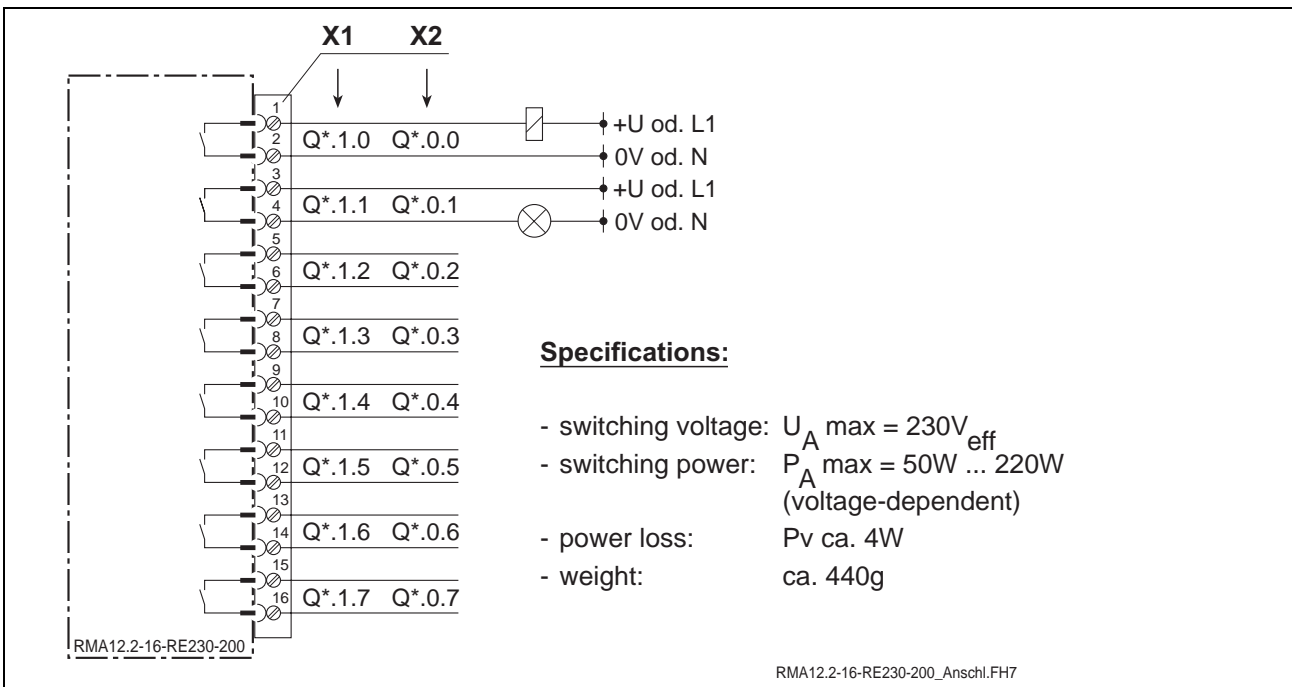 X1 X2
1
+U od. L1
2 Q*.1.0 Q*.0.0
0V od. N
3
+U od. L1
4 Q*.1.1 Q*.0.1
0V od. N
5
6 Q*.1.2 Q*.0.2
7
8 Q*.1.3 Q*.0.3
9
10 Q*.1.4 Q*.0.4
11
12 Q*.1.5 Q*.0.5
13
14 Q*.1.6 Q*.0.6
15
16 Q*.1.7 Q*.0.7
RMA12.2-16-RE230-200
Specifications:
- switching voltage: UA max = 230Veff
- switching power: PA max = 50W ... 220W
(voltage-dependent)
- power loss: Pv ca. 4W
- weight: ca. 440g
RMA12.2-16-RE230-200_Anschl.FH7